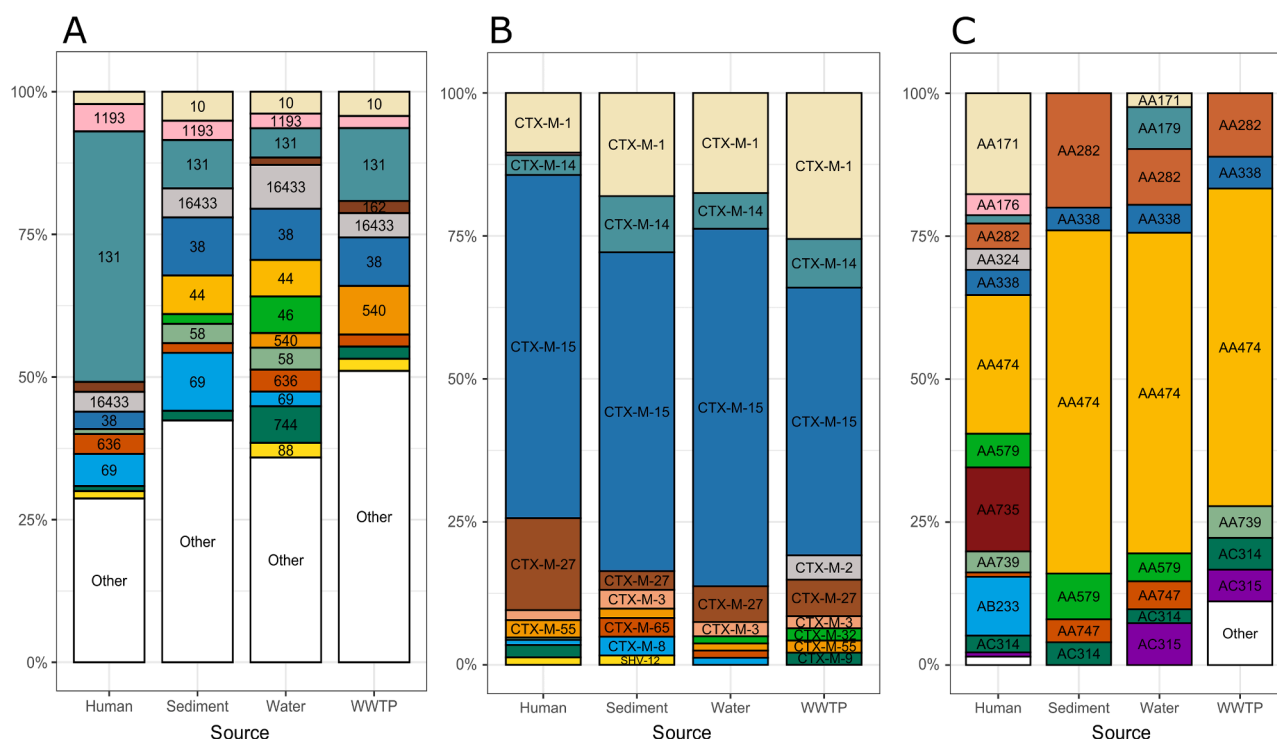 A
100%
75%
50%
25%
0%
131
16433
38
636
69
Other
10
1193
131
16433
38
44
58
69
Other
10
1193
131
16433
38
44
46
540
58
636
69
744
88
Other
10
131
162
16433
38
540
Other
Human
Sediment
Water
WWTP
Source
B
100%
75%
50%
25%
0%
CTX-M-1
CTX-M-14
CTX-M-15
CTX-M-27
CTX-M-55
CTX-M-1
CTX-M-14
CTX-M-15
CTX-M-27
CTX-M-3
CTX-M-65
CTX-M-8
SHV-12
CTX-M-1
CTX-M-14
CTX-M-15
CTX-M-27
CTX-M-3
CTX-M-1
CTX-M-14
CTX-M-15
CTX-M-2
CTX-M-27
CTX-M-3
CTX-M-32
CTX-M-55
CTX-M-9
Human
Sediment
Water
WWTP
Source
C
100%
75%
50%
25%
0%
AA171
AA176
AA282
AA324
AA338
AA474
AA579
AA735
AA739
AB233
AC314
AA282
AA338
AA474
AA579
AA747
AC314
AA171
AA179
AA282
AA338
AA474
AA579
AA747
AC314
AC315
AA282
AA338
AA474
AA739
AC314
AC315
Other
Human
Sediment
Water
WWTP
Source